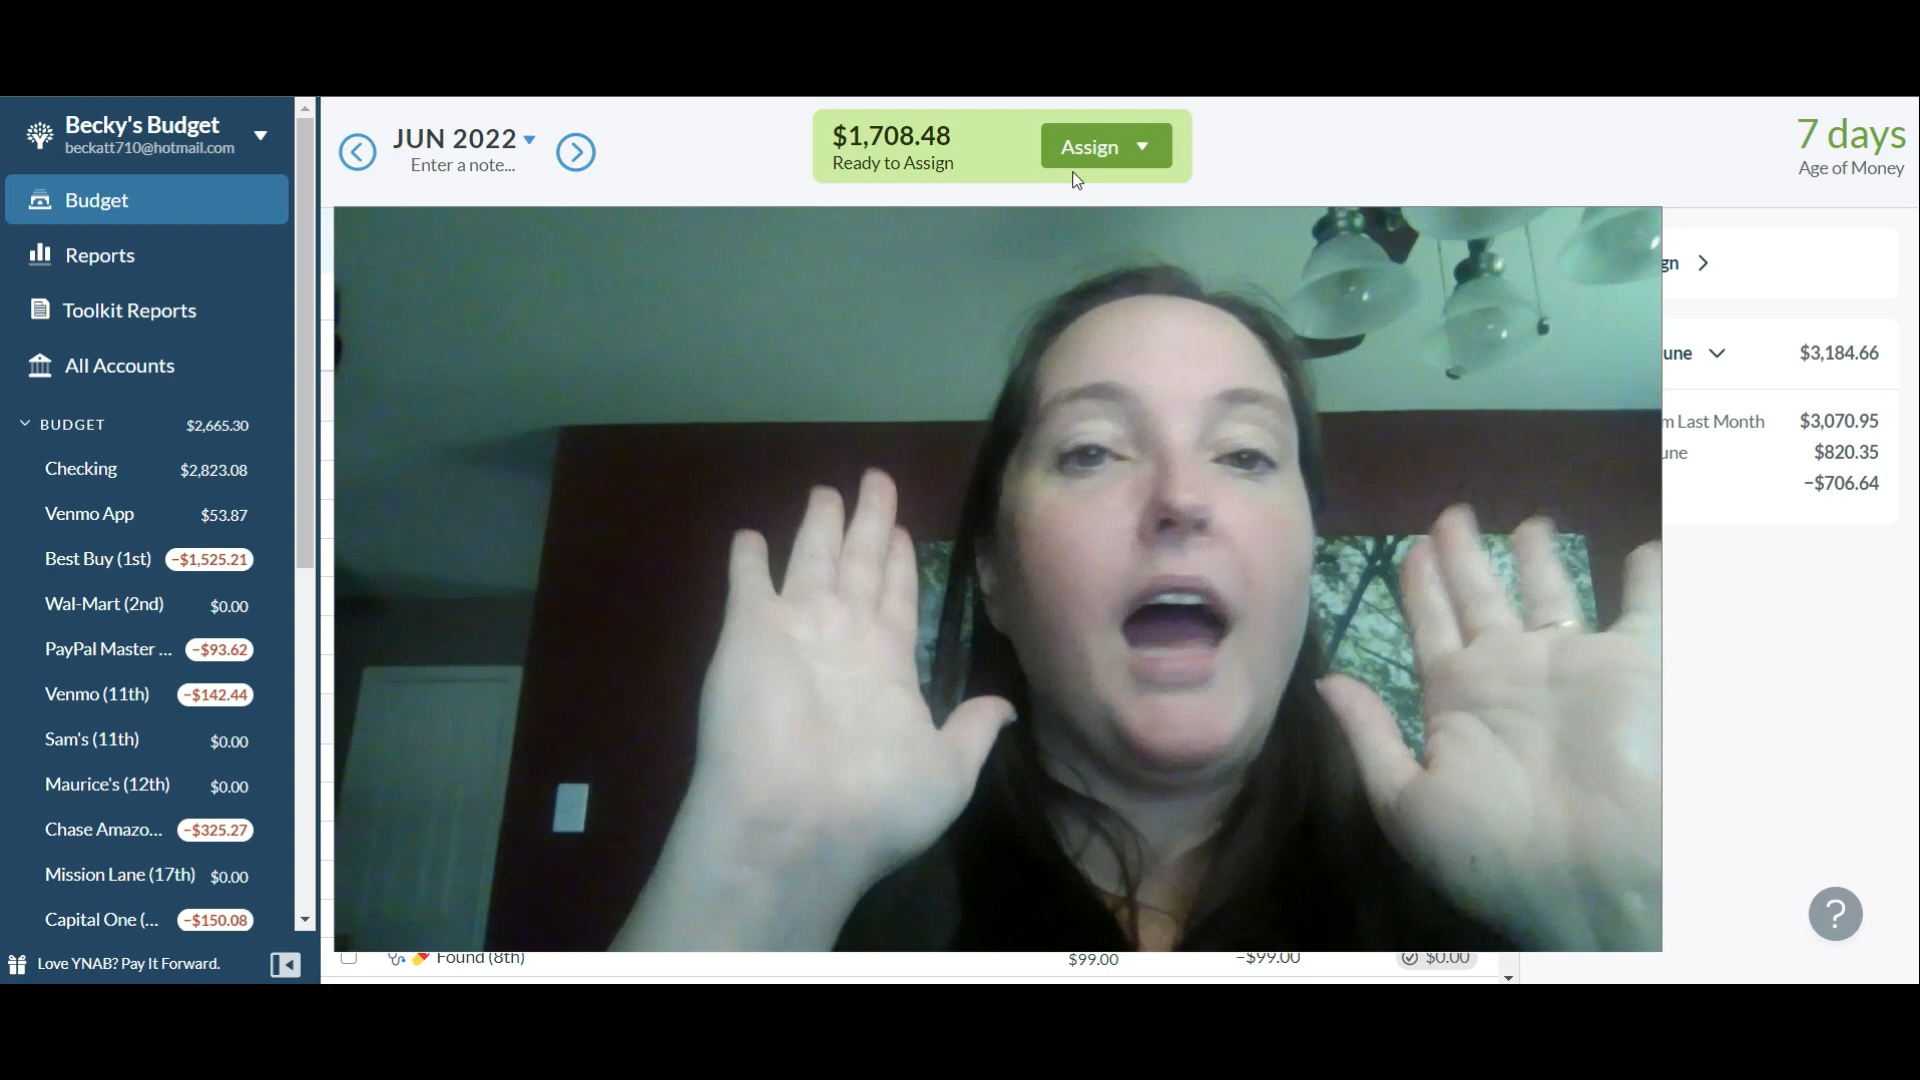 Becky's Budget
beckatt710@hotmail.com
Budget
Reports
Toolkit Reports
All Accounts
BUDGET $2,665.30
Checking $2,823.08
Venmo App $53.87
Best Buy (1st) −$1,525.21
Wal-Mart (2nd) $0.00
PayPal Master ... −$93.62
Venmo (11th) −$142.44
Sam's (11th) $0.00
Maurice's (12th) $0.00
Chase Amazo... −$325.27
Mission Lane (17th) $0.00
Capital One (... −$150.08
Love YNAB? Pay It Forward.
JUN 2022
Enter a note...
$1,708.48
Ready to Assign
Assign
7 days
Age of Money
gn
une $3,184.66
m Last Month $3,070.95
une $820.35
−$706.64
?
Found (8th) $99.00 −$99.00 $0.00